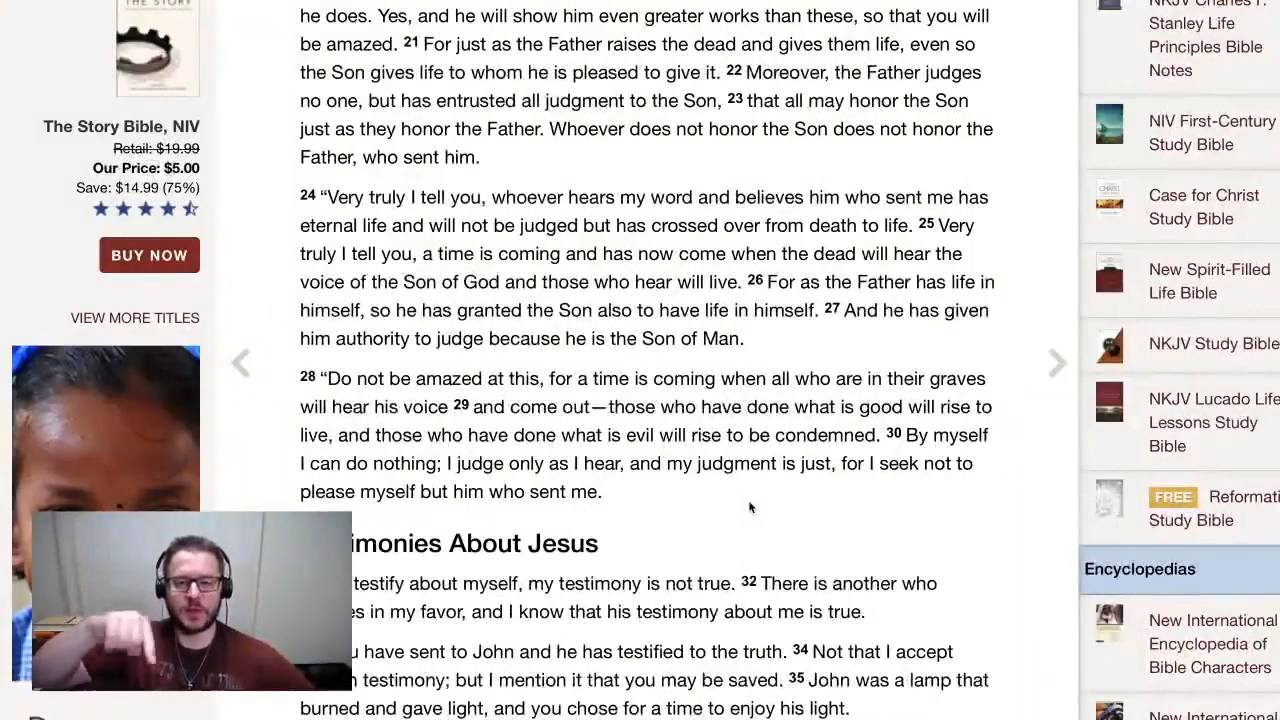 THE STORY
The Story Bible, NIV
Retail: $19.99
Our Price: $5.00
Save: $14.99 (75%)
BUY NOW
VIEW MORE TITLES
he does. Yes, and he will show him even greater works than these, so that you will
be amazed. 21 For just as the Father raises the dead and gives them life, even so
the Son gives life to whom he is pleased to give it. 22 Moreover, the Father judges
no one, but has entrusted all judgment to the Son, 23 that all may honor the Son
just as they honor the Father. Whoever does not honor the Son does not honor the
Father, who sent him.
24 “Very truly I tell you, whoever hears my word and believes him who sent me has
eternal life and will not be judged but has crossed over from death to life. 25 Very
truly I tell you, a time is coming and has now come when the dead will hear the
voice of the Son of God and those who hear will live. 26 For as the Father has life in
himself, so he has granted the Son also to have life in himself. 27 And he has given
him authority to judge because he is the Son of Man.
28 “Do not be amazed at this, for a time is coming when all who are in their graves
will hear his voice 29 and come out—those who have done what is good will rise to
live, and those who have done what is evil will rise to be condemned. 30 By myself
I can do nothing; I judge only as I hear, and my judgment is just, for I seek not to
please myself but him who sent me.
imonies About Jesus
testify about myself, my testimony is not true. 32 There is another who
es in my favor, and I know that his testimony about me is true.
u have sent to John and he has testified to the truth. 34 Not that I accept
n testimony; but I mention it that you may be saved. 35 John was a lamp that
burned and gave light, and you chose for a time to enjoy his light.
NKJV Charles F.
Stanley Life
Principles Bible
Notes
NIV First-Century
Study Bible
Case for Christ
Study Bible
New Spirit-Filled
Life Bible
NKJV Study Bible
NKJV Lucado Life
Lessons Study
Bible
FREE Reformati
Study Bible
Encyclopedias
New International
Encyclopedia of
Bible Characters
New International